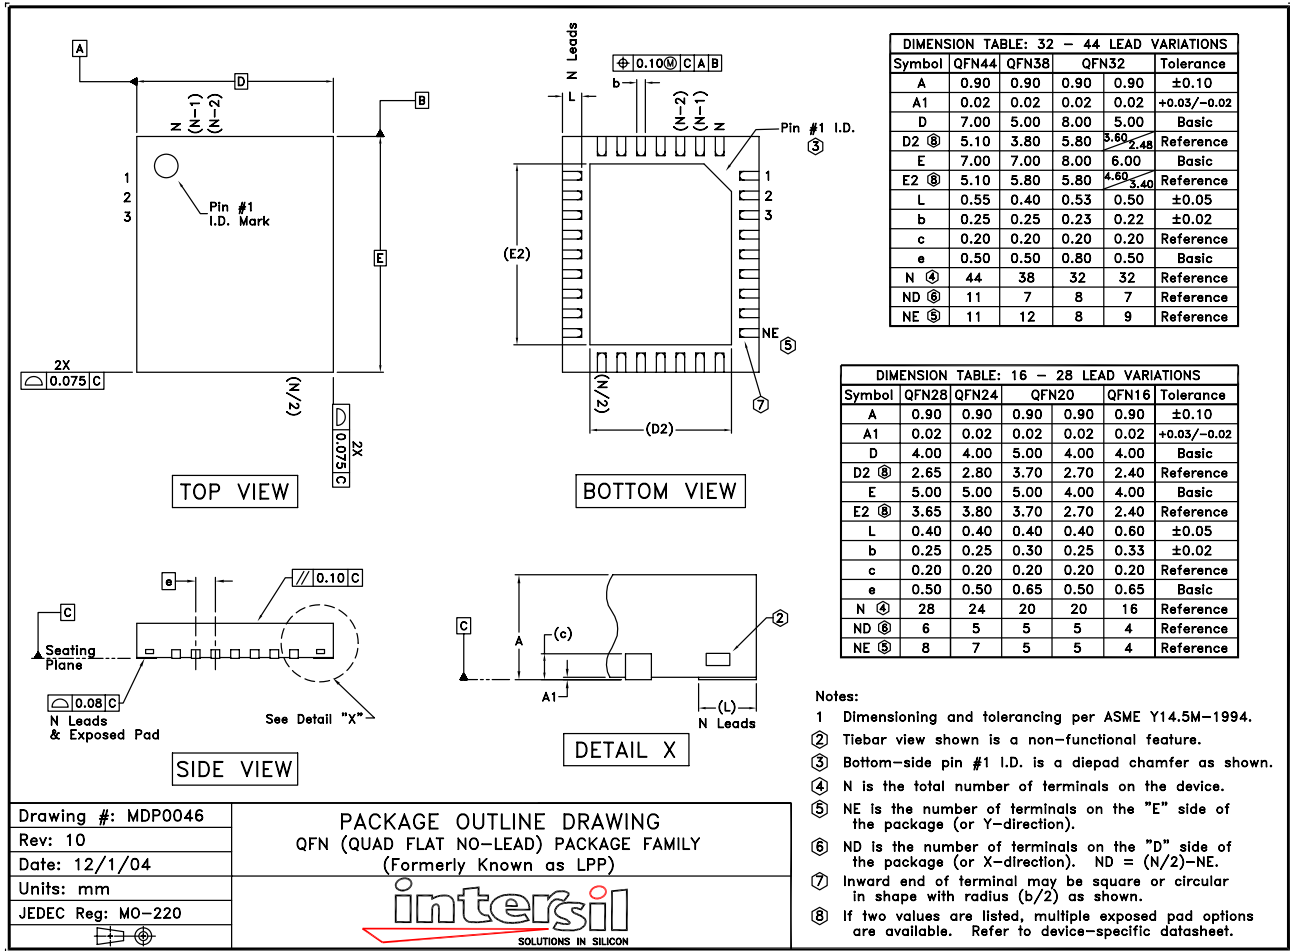 A
D
B
N
(N-1)
(N-2)
1
2
3
Pin #1
I.D. Mark
E
2X
0.075 C
(N/2)
2X
0.075 C
TOP VIEW
N Leads
L
b
0.10 M C A B
(N-2)
(N-1)
N
Pin #1 I.D.
3
1
2
3
(E2)
NE 5
(N/2)
7
(D2)
BOTTOM VIEW
e
// 0.10 C
C
Seating
Plane
0.08 C
N Leads
& Exposed Pad
See Detail "X"
SIDE VIEW
C
A
(c)
2
A1
(L)
N Leads
DETAIL X
DIMENSION TABLE: 32 - 44 LEAD VARIATIONS
Symbol QFN44 QFN38 QFN32 Tolerance
A 0.90 0.90 0.90 0.90 ±0.10
A1 0.02 0.02 0.02 0.02 +0.03/-0.02
D 7.00 5.00 8.00 5.00 Basic
D2 8 5.10 3.80 5.80 3.60/2.48 Reference
E 7.00 7.00 8.00 6.00 Basic
E2 8 5.10 5.80 5.80 4.60/3.40 Reference
L 0.55 0.40 0.53 0.50 ±0.05
b 0.25 0.25 0.23 0.22 ±0.02
c 0.20 0.20 0.20 0.20 Reference
e 0.50 0.50 0.80 0.50 Basic
N 4 44 38 32 32 Reference
ND 6 11 7 8 7 Reference
NE 5 11 12 8 9 Reference
DIMENSION TABLE: 16 - 28 LEAD VARIATIONS
Symbol QFN28 QFN24 QFN20 QFN16 Tolerance
A 0.90 0.90 0.90 0.90 0.90 ±0.10
A1 0.02 0.02 0.02 0.02 0.02 +0.03/-0.02
D 4.00 4.00 5.00 4.00 4.00 Basic
D2 8 2.65 2.80 3.70 2.70 2.40 Reference
E 5.00 5.00 5.00 4.00 4.00 Basic
E2 8 3.65 3.80 3.70 2.70 2.40 Reference
L 0.40 0.40 0.40 0.40 0.60 ±0.05
b 0.25 0.25 0.30 0.25 0.33 ±0.02
c 0.20 0.20 0.20 0.20 0.20 Reference
e 0.50 0.50 0.65 0.50 0.65 Basic
N 4 28 24 20 20 16 Reference
ND 6 6 5 5 5 4 Reference
NE 5 8 7 5 5 4 Reference
Notes:
1 Dimensioning and tolerancing per ASME Y14.5M-1994.
2 Tiebar view shown is a non-functional feature.
3 Bottom-side pin #1 I.D. is a diepad chamfer as shown.
4 N is the total number of terminals on the device.
5 NE is the number of terminals on the "E" side of
the package (or Y-direction).
6 ND is the number of terminals on the "D" side of
the package (or X-direction). ND = (N/2)-NE.
7 Inward end of terminal may be square or circular
in shape with radius (b/2) as shown.
8 If two values are listed, multiple exposed pad options
are available. Refer to device-specific datasheet.
Drawing #: MDP0046
Rev: 10
Date: 12/1/04
Units: mm
JEDEC Reg: MO-220
PACKAGE OUTLINE DRAWING
QFN (QUAD FLAT NO-LEAD) PACKAGE FAMILY
(Formerly Known as LPP)
intersil
SOLUTIONS IN SILICON